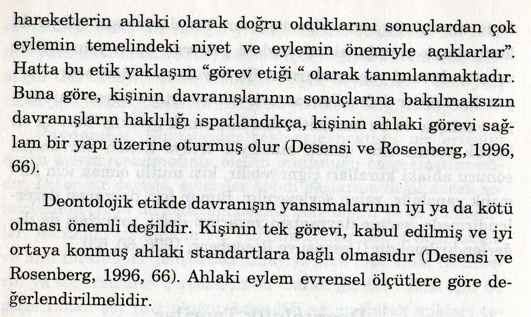 hareketlerin ahlaki olarak doğru olduklarını sonuçlardan çok
eylemin temelindeki niyet ve eylemin önemiyle açıklarlar”.
Hatta bu etik yaklaşım “görev etiği “ olarak tanımlanmaktadır.
Buna göre, kişinin davranışlarının sonuçlarına bakılmaksızın
davranışların haklılığı ispatlandıkça, kişinin ahlaki görevi sağ-
lam bir yapı üzerine oturmuş olur (Desensi ve Rosenberg, 1996,
66).
Deontolojik etikde davranışın yansımalarının iyi ya da kötü
olması önemli değildir. Kişinin tek görevi, kabul edilmiş ve iyi
ortaya konmuş ahlaki standartlara bağlı olmasıdır (Desensi ve
Rosenberg, 1996, 66). Ahlaki eylem evrensel ölçütlere göre de-
ğerlendirilmelidir.